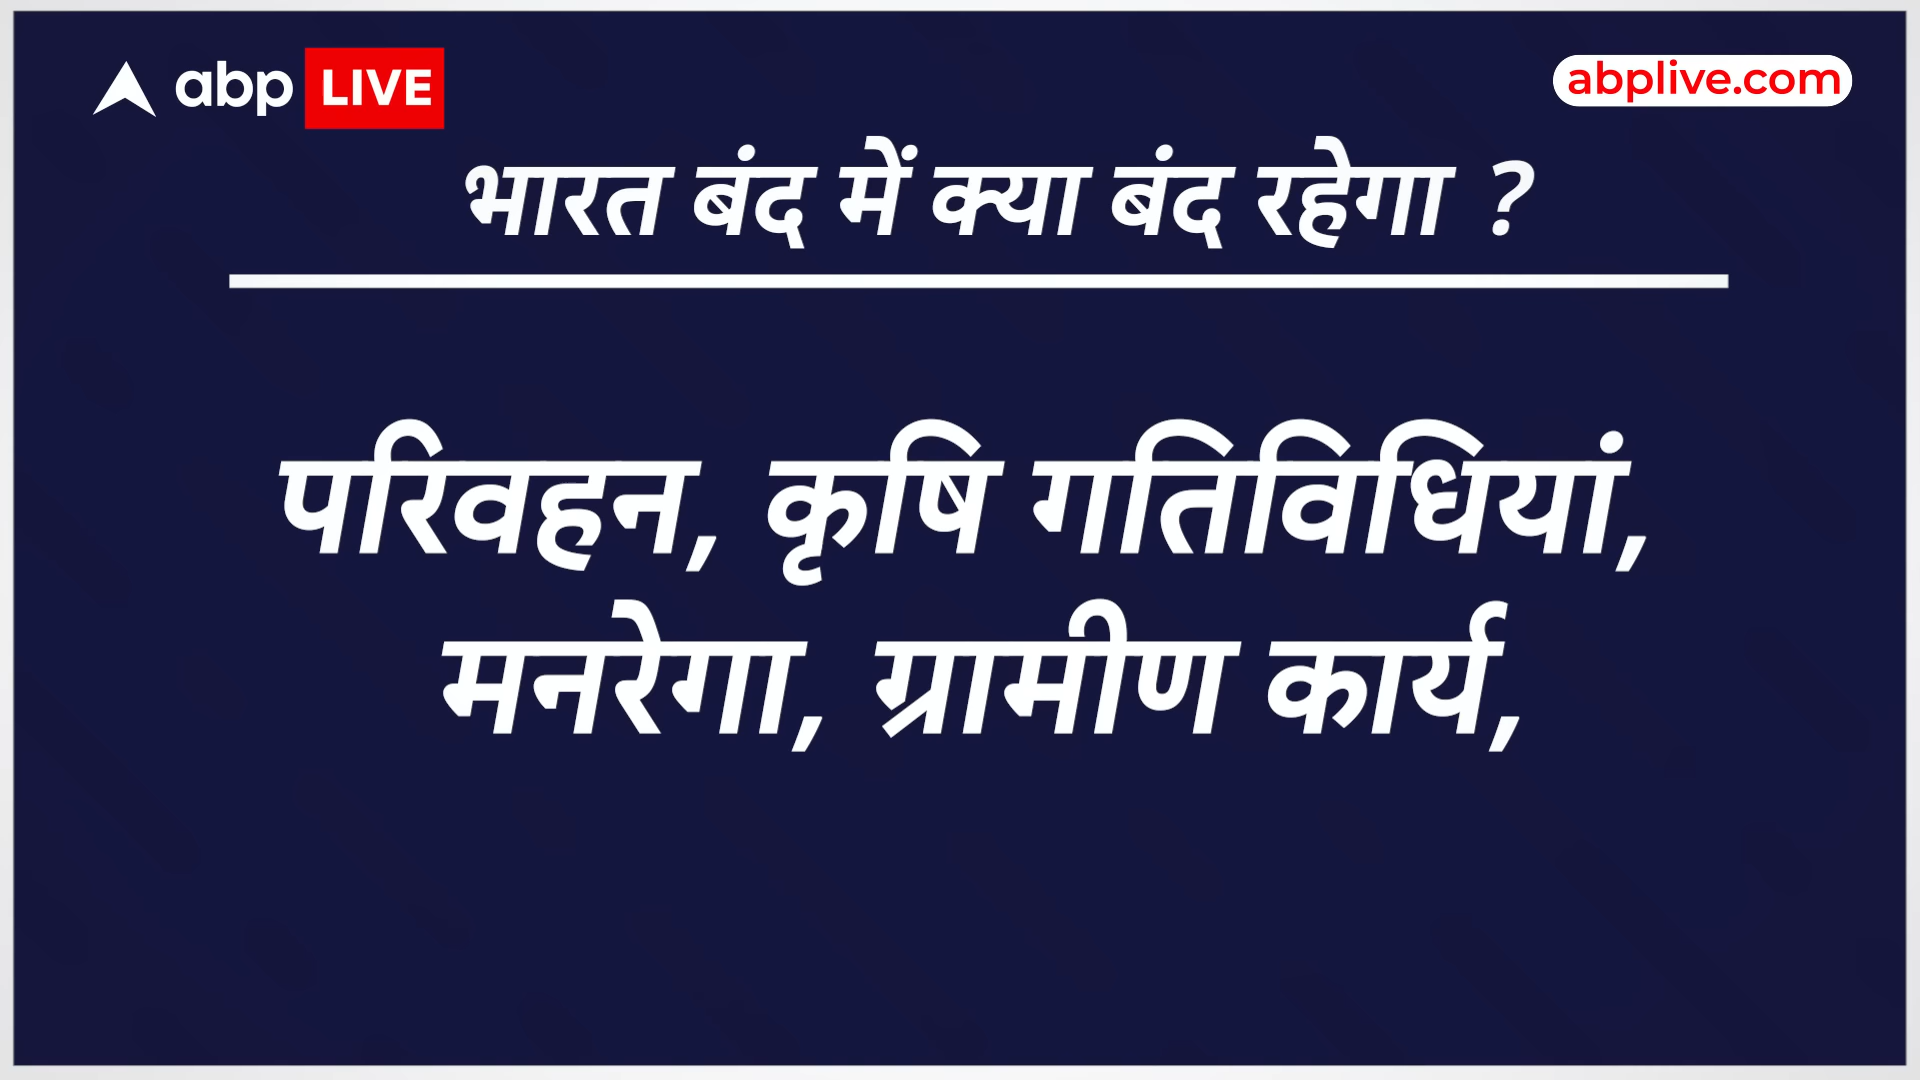 abp LIVE
abplive.com
भारत बंद में क्या बंद रहेगा ?
परिवहन, कृषि गतिविधियां,
मनरेगा, ग्रामीण कार्य,